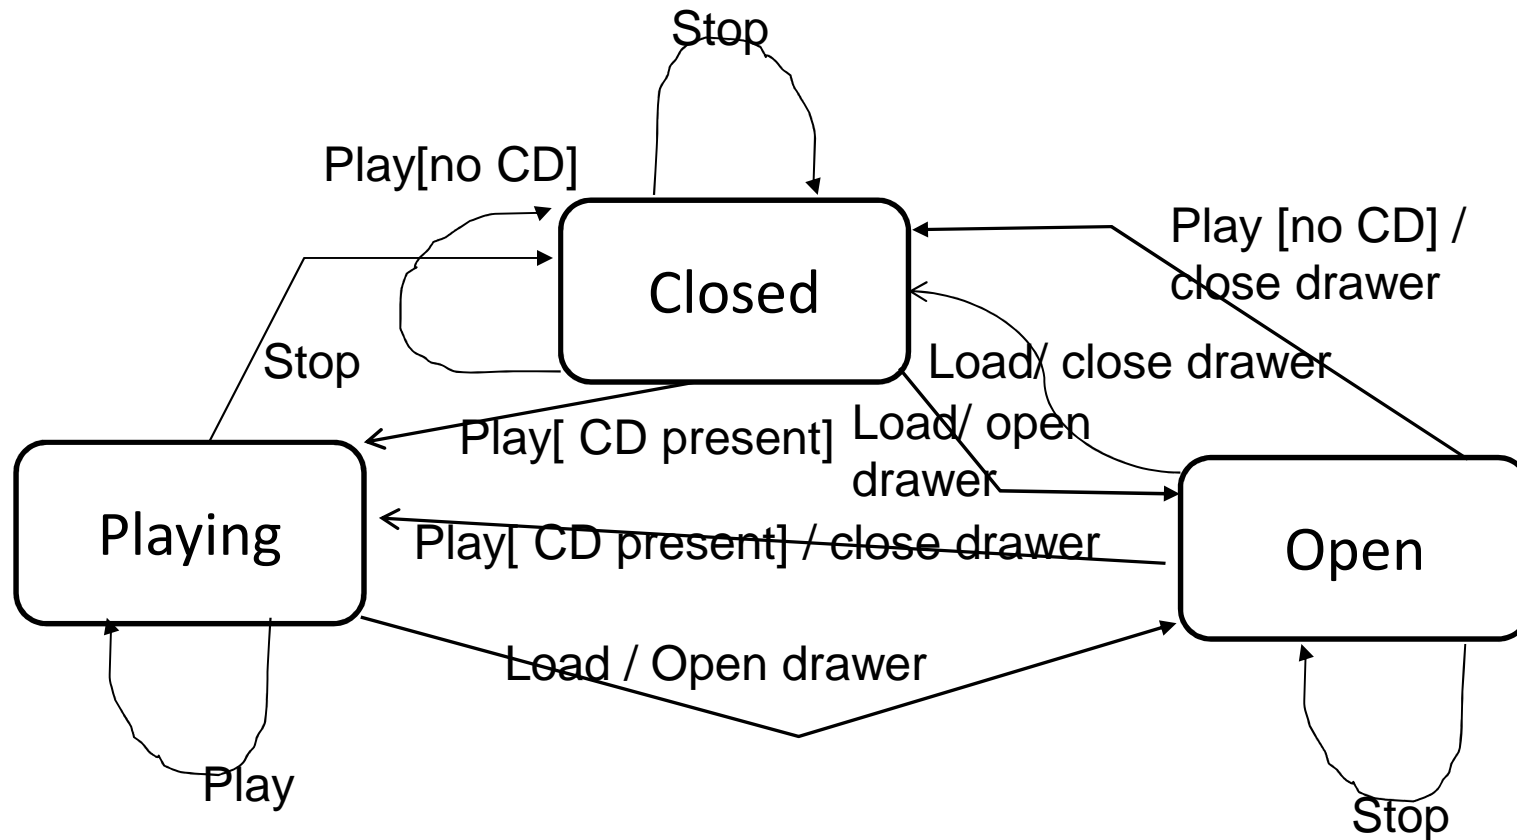 Stop
Play[no CD]
Play [no CD] /
close drawer
Closed
Stop
Load/ close drawer
Play[ CD present]
Load/ open
drawer
Playing
Play[ CD present] / close drawer
Open
Load / Open drawer
Play
Stop